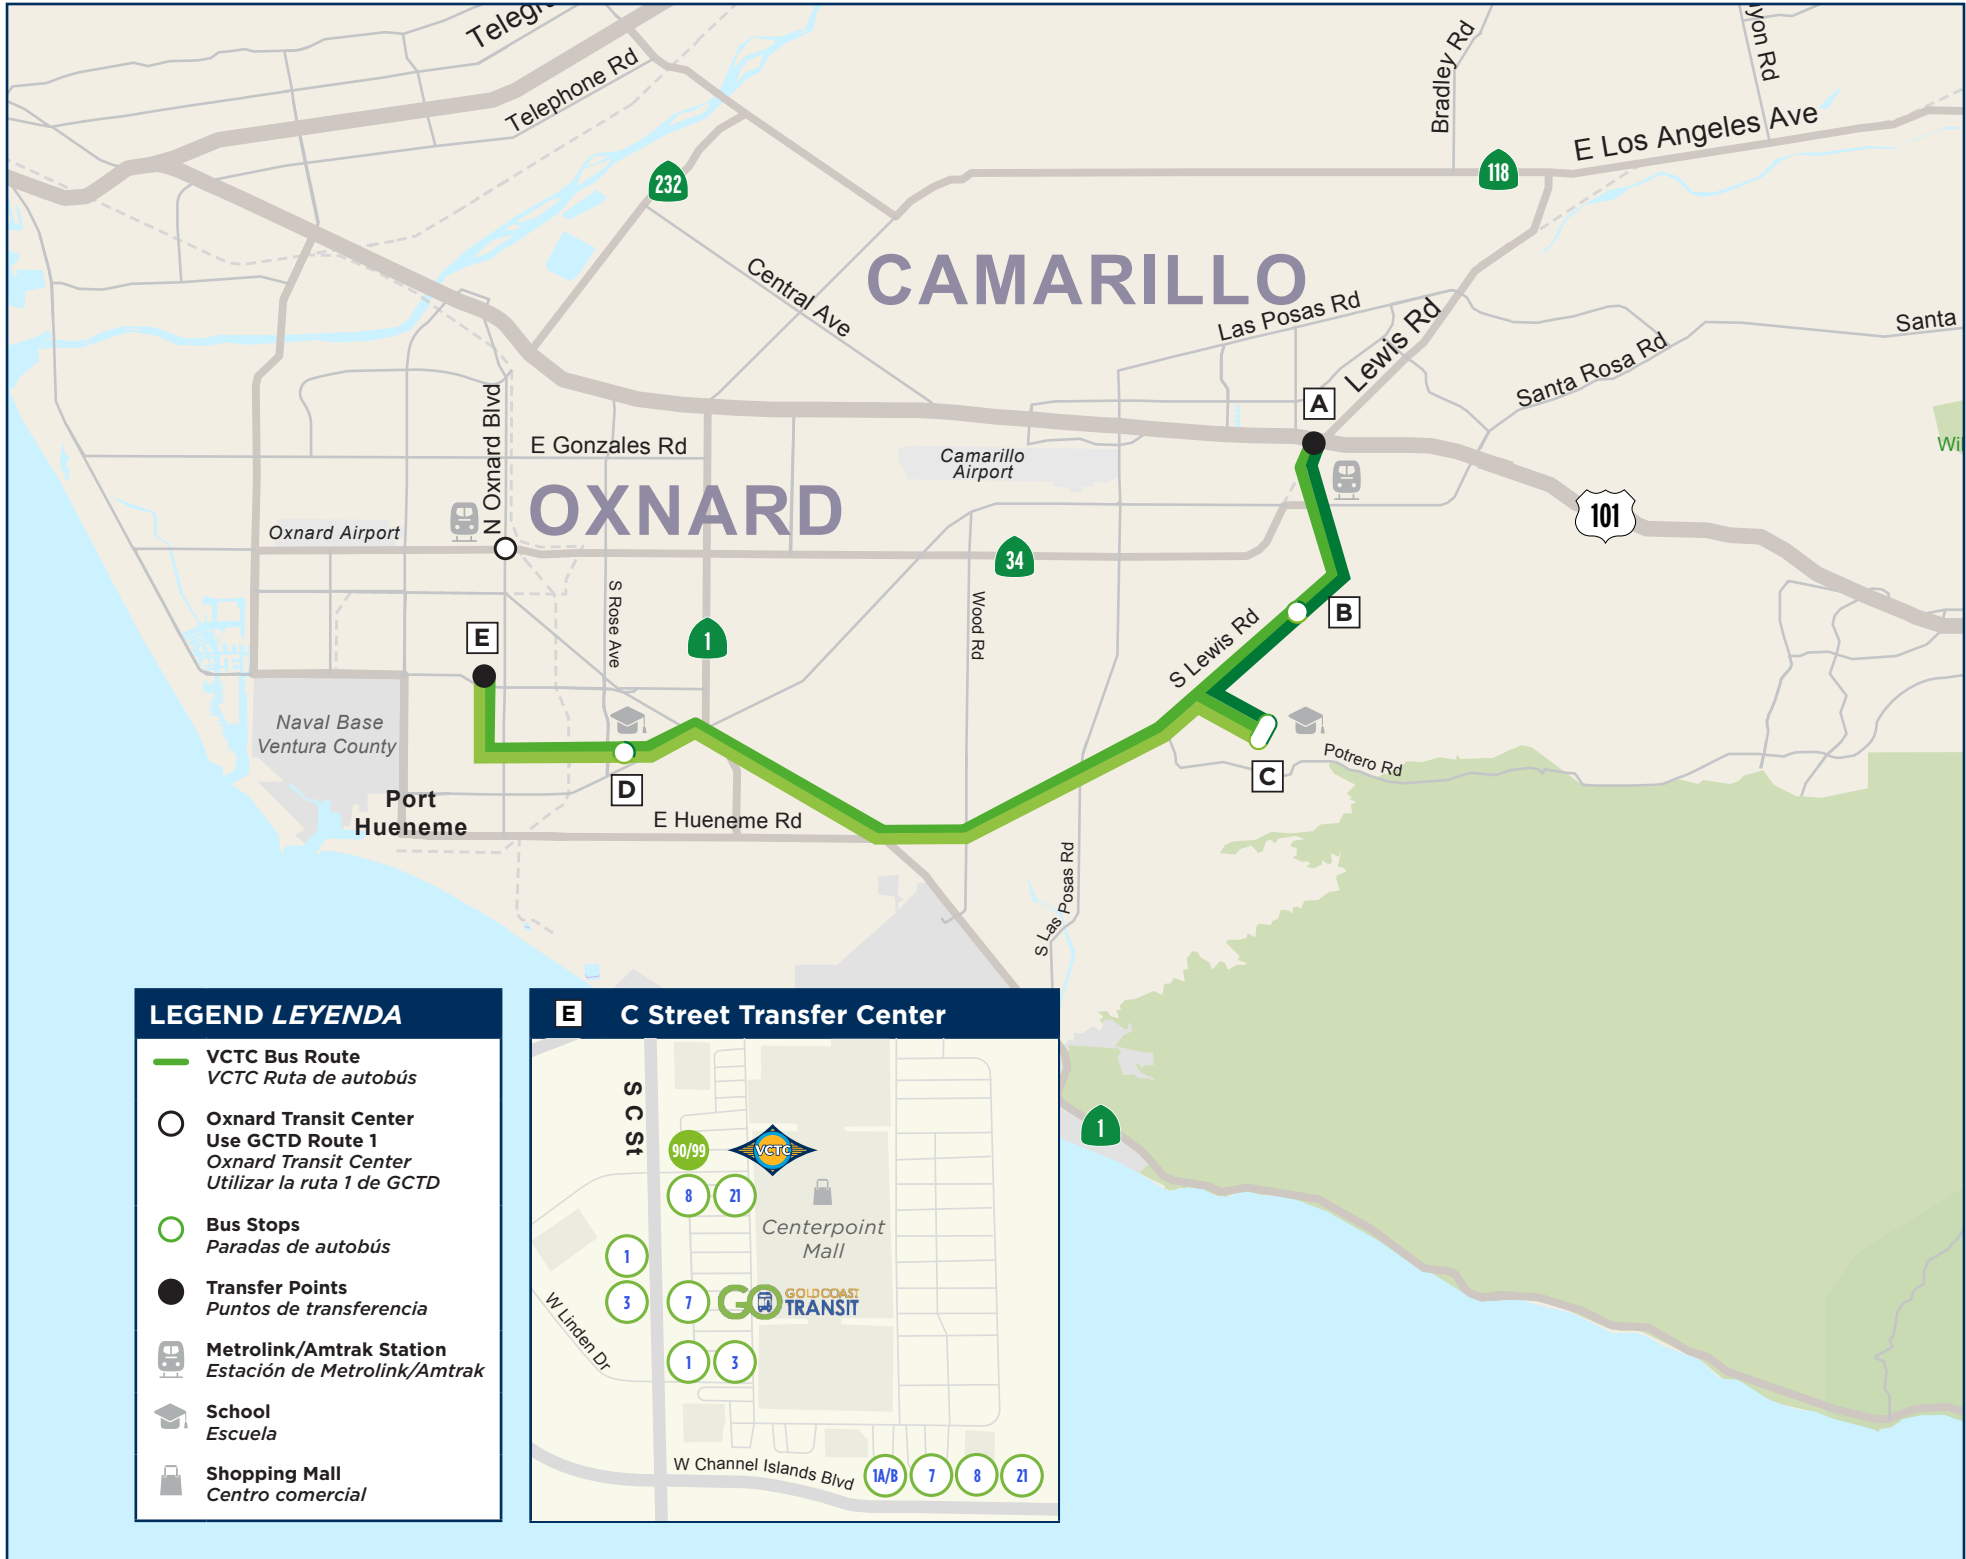 Telephone Rd
Bradley Rd
yon Rd
E Los Angeles Ave
232
118
CAMARILLO
Central Ave
Las Posas Rd
Lewis Rd
Santa
Santa Rosa Rd
A
N Oxnard Blvd
E Gonzales Rd
Camarillo
Airport
Wil
OXNARD
101
Oxnard Airport
34
S Rose Ave
Wood Rd
B
E
1
S Lewis Rd
Naval Base
Ventura County
Potrero Rd
C
D
Port
Hueneme
E Hueneme Rd
S Las Posas Rd
1
LEGEND LEYENDA
VCTC Bus Route
VCTC Ruta de autobús
Oxnard Transit Center
Use GCTD Route 1
Oxnard Transit Center
Utilizar la ruta 1 de GCTD
Bus Stops
Paradas de autobús
Transfer Points
Puntos de transferencia
Metrolink/Amtrak Station
Estación de Metrolink/Amtrak
School
Escuela
Shopping Mall
Centro comercial
E C Street Transfer Center
S C St
90/99
VCTC
8 21
Centerpoint
Mall
1
3
7
GO GOLD COAST
TRANSIT
W Linden Dr
1 3
W Channel Islands Blvd
1A/B 7 8 21